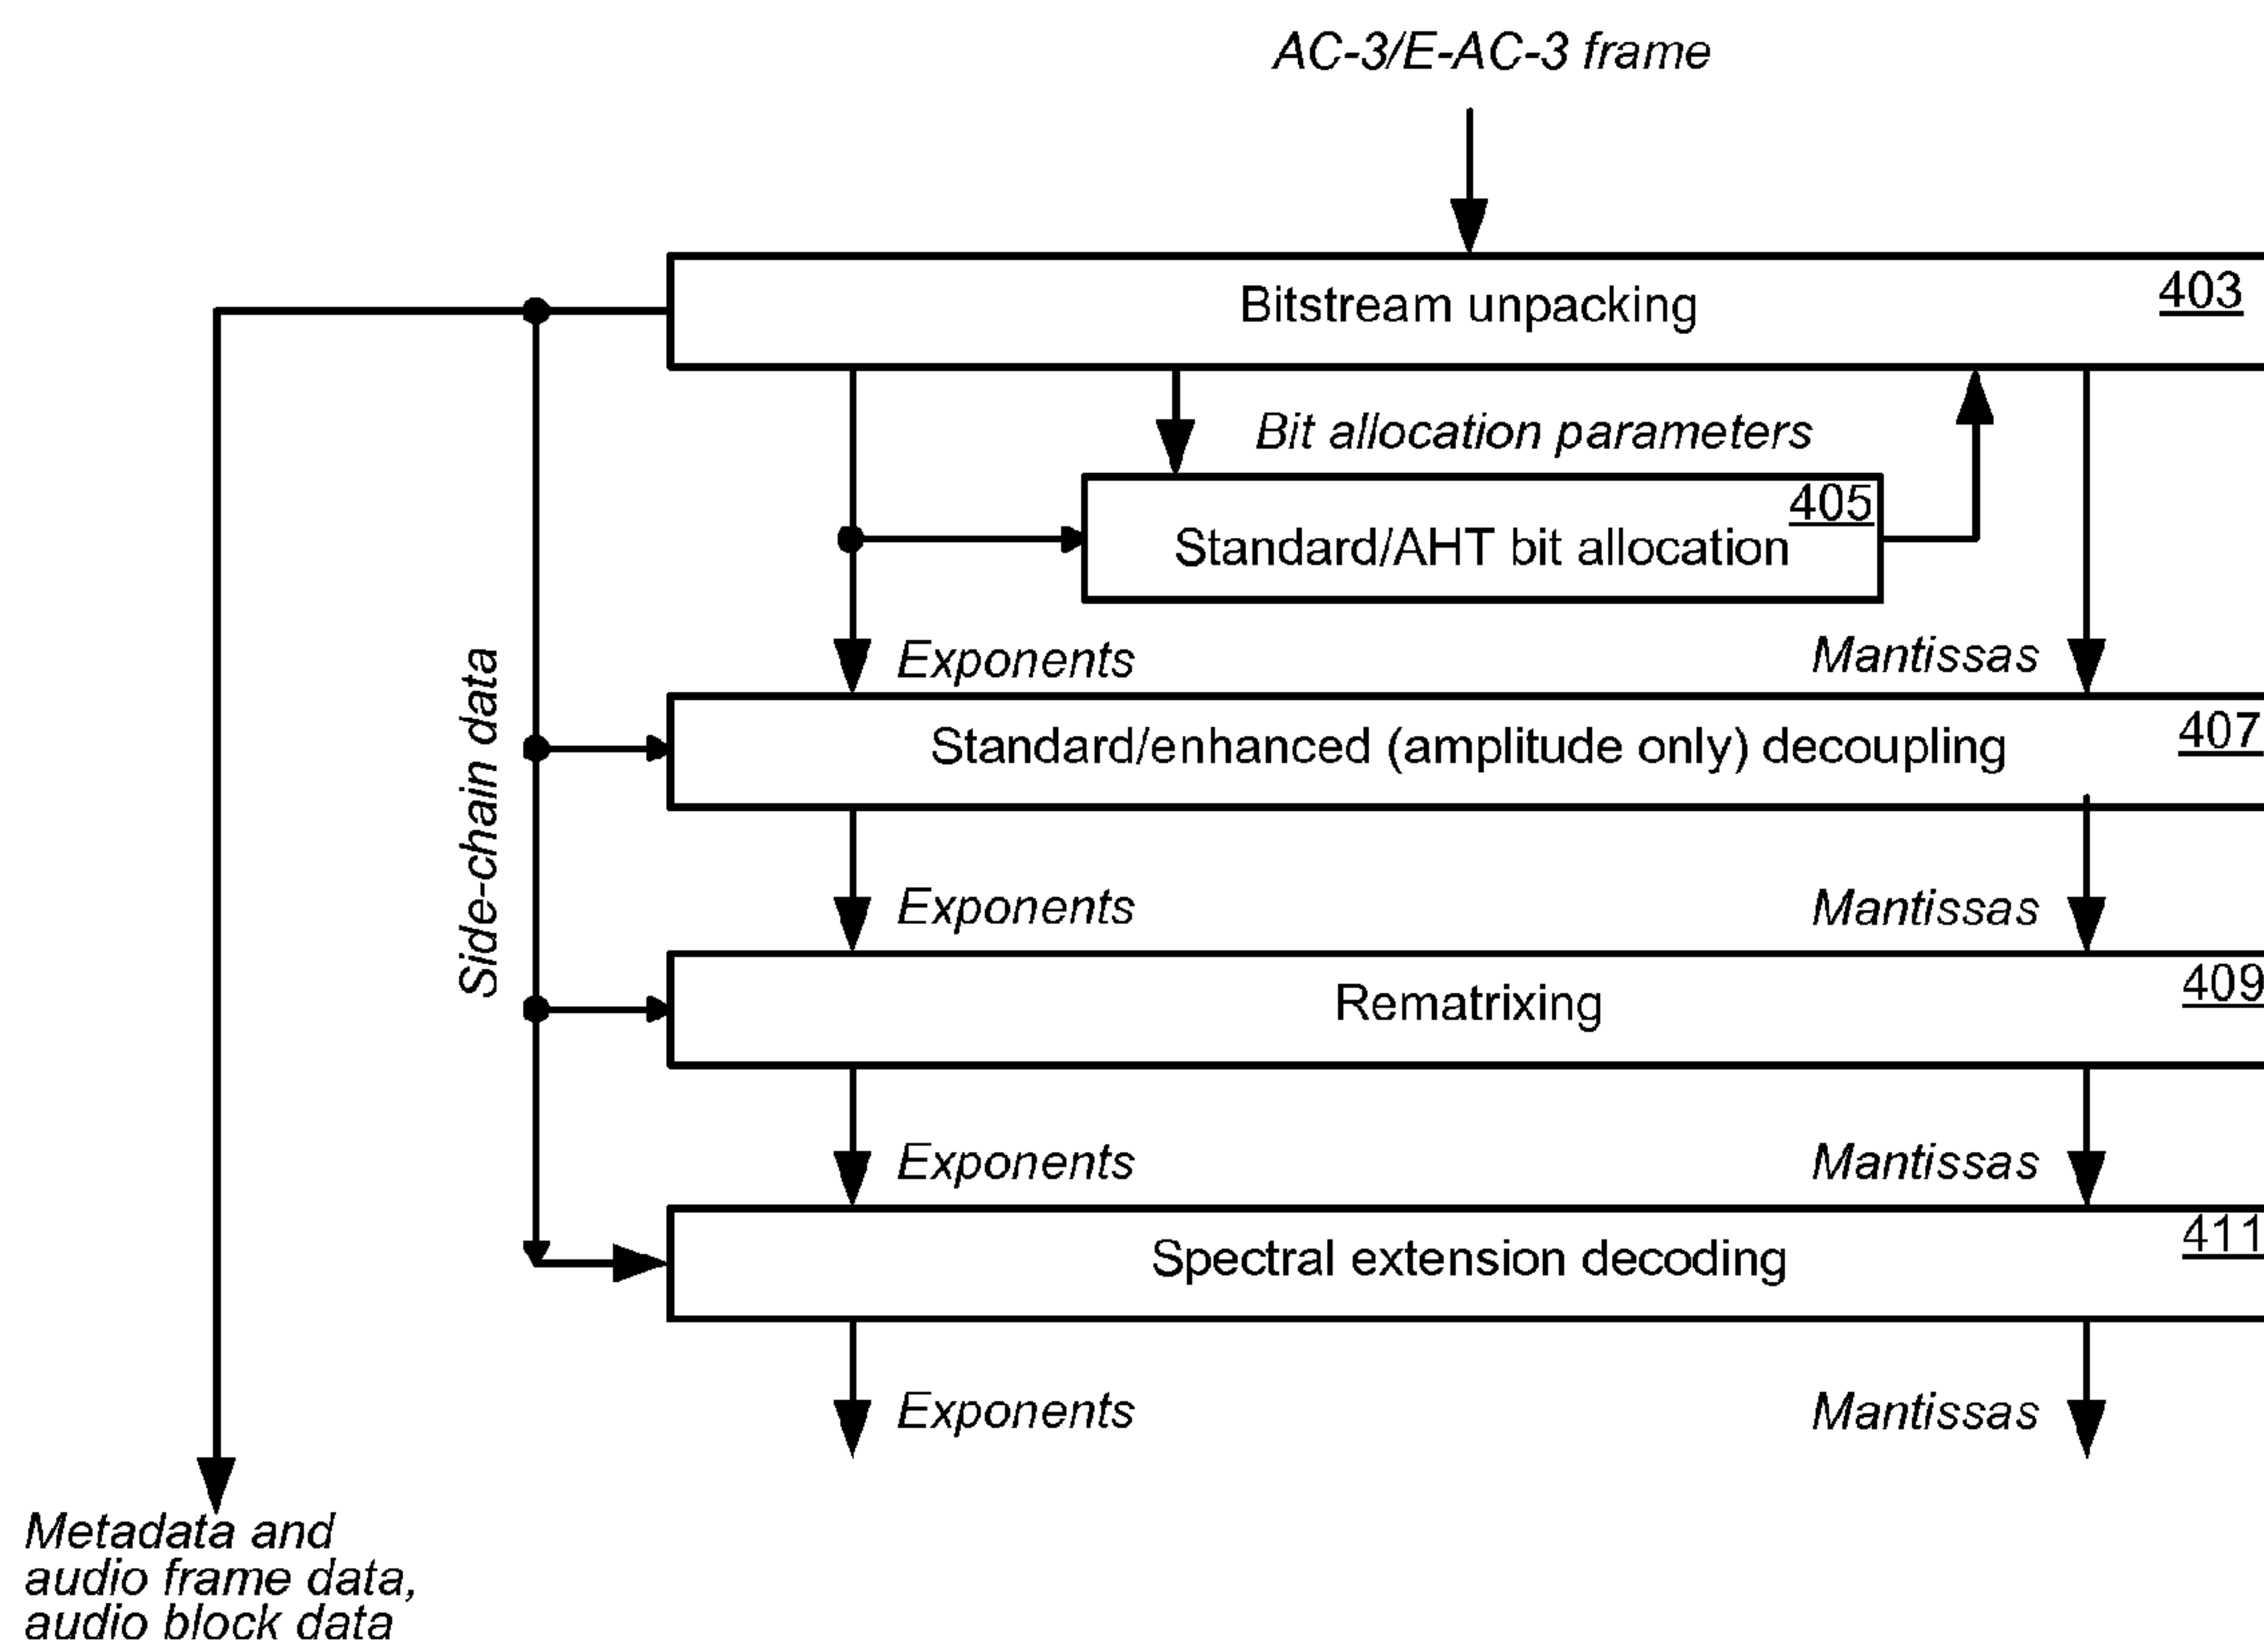 AC-3/E-AC-3 frame
Bitstream unpacking
403
Bit allocation parameters
405
Standard/AHT bit allocation
Exponents
Mantissas
Side-chain data
Standard/enhanced (amplitude only) decoupling
407
Exponents
Mantissas
Rematrixing
409
Exponents
Mantissas
Spectral extension decoding
411
Exponents
Mantissas
Metadata and
audio frame data,
audio block data